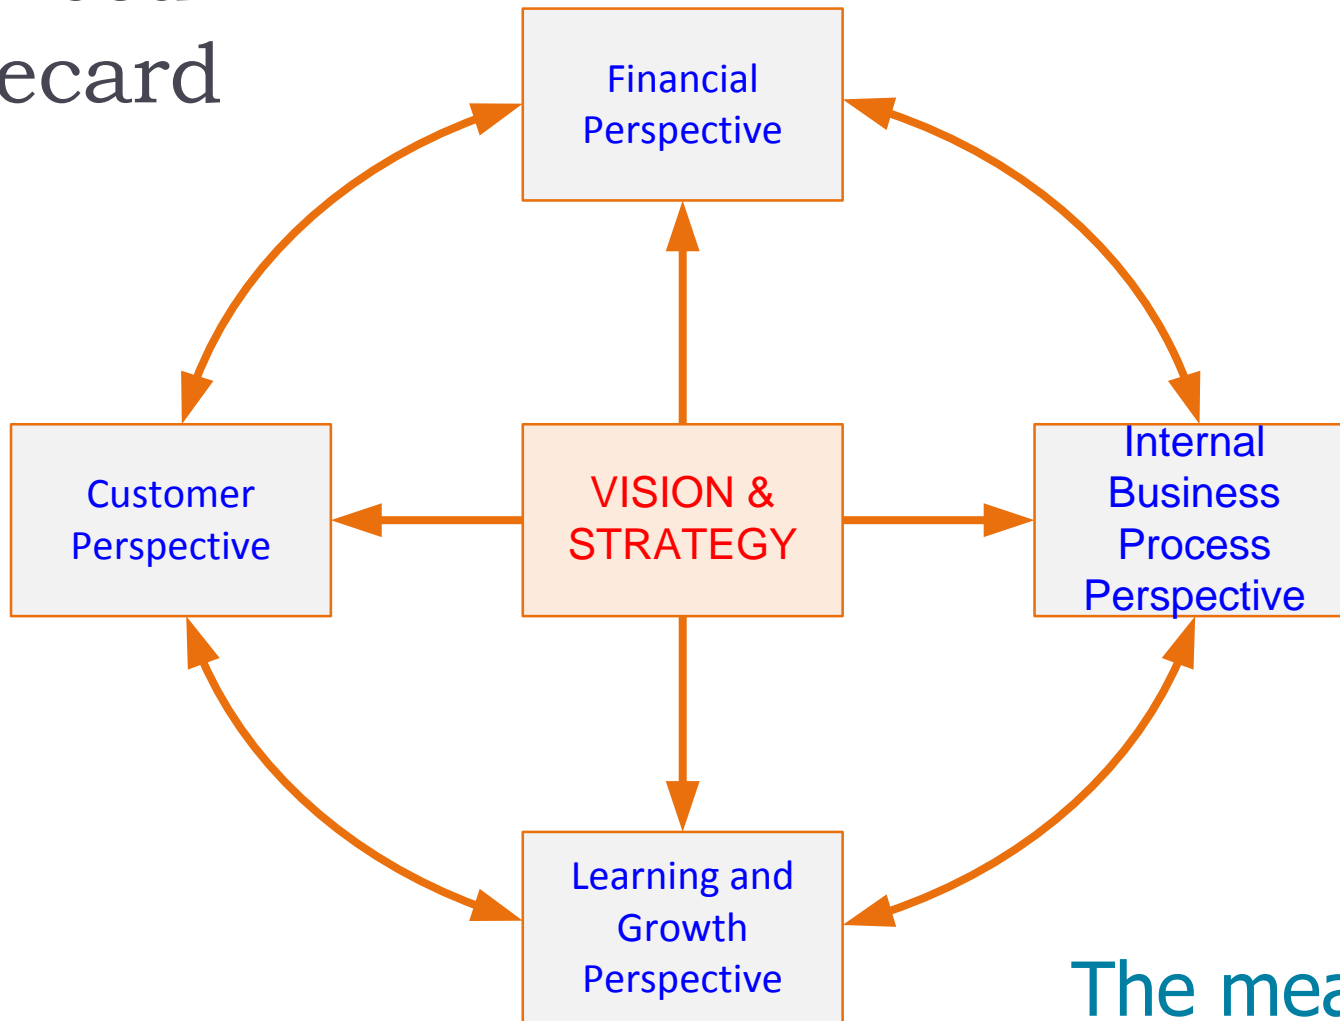 ecard
Financial
Perspective
Customer
Perspective
VISION &
STRATEGY
Internal
Business
Process
Perspective
Learning and
Growth
Perspective
The mea